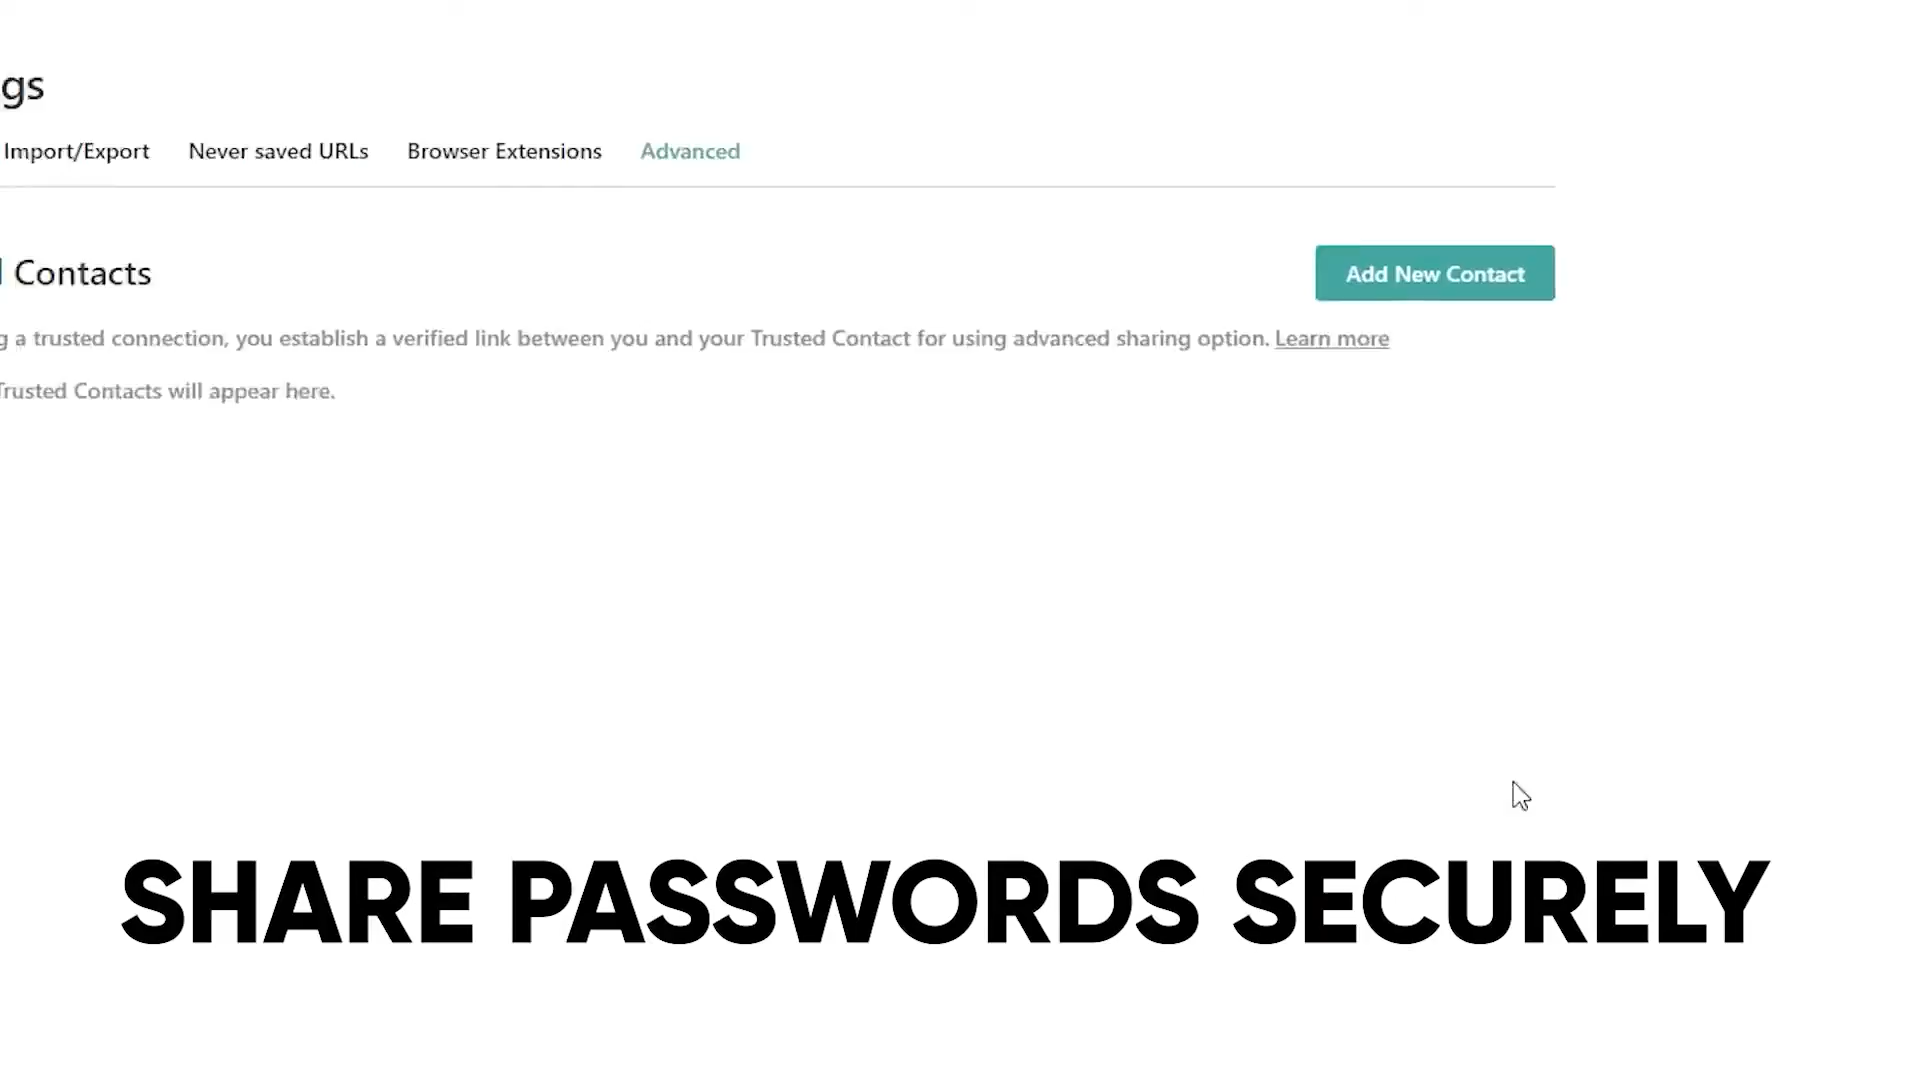 gs
Import/Export Never saved URLs Browser Extensions Advanced
Contacts Add New Contact
g a trusted connection, you establish a verified link between you and your Trusted Contact for using advanced sharing option. Learn more
Trusted Contacts will appear here.
SHARE PASSWORDS SECURELY